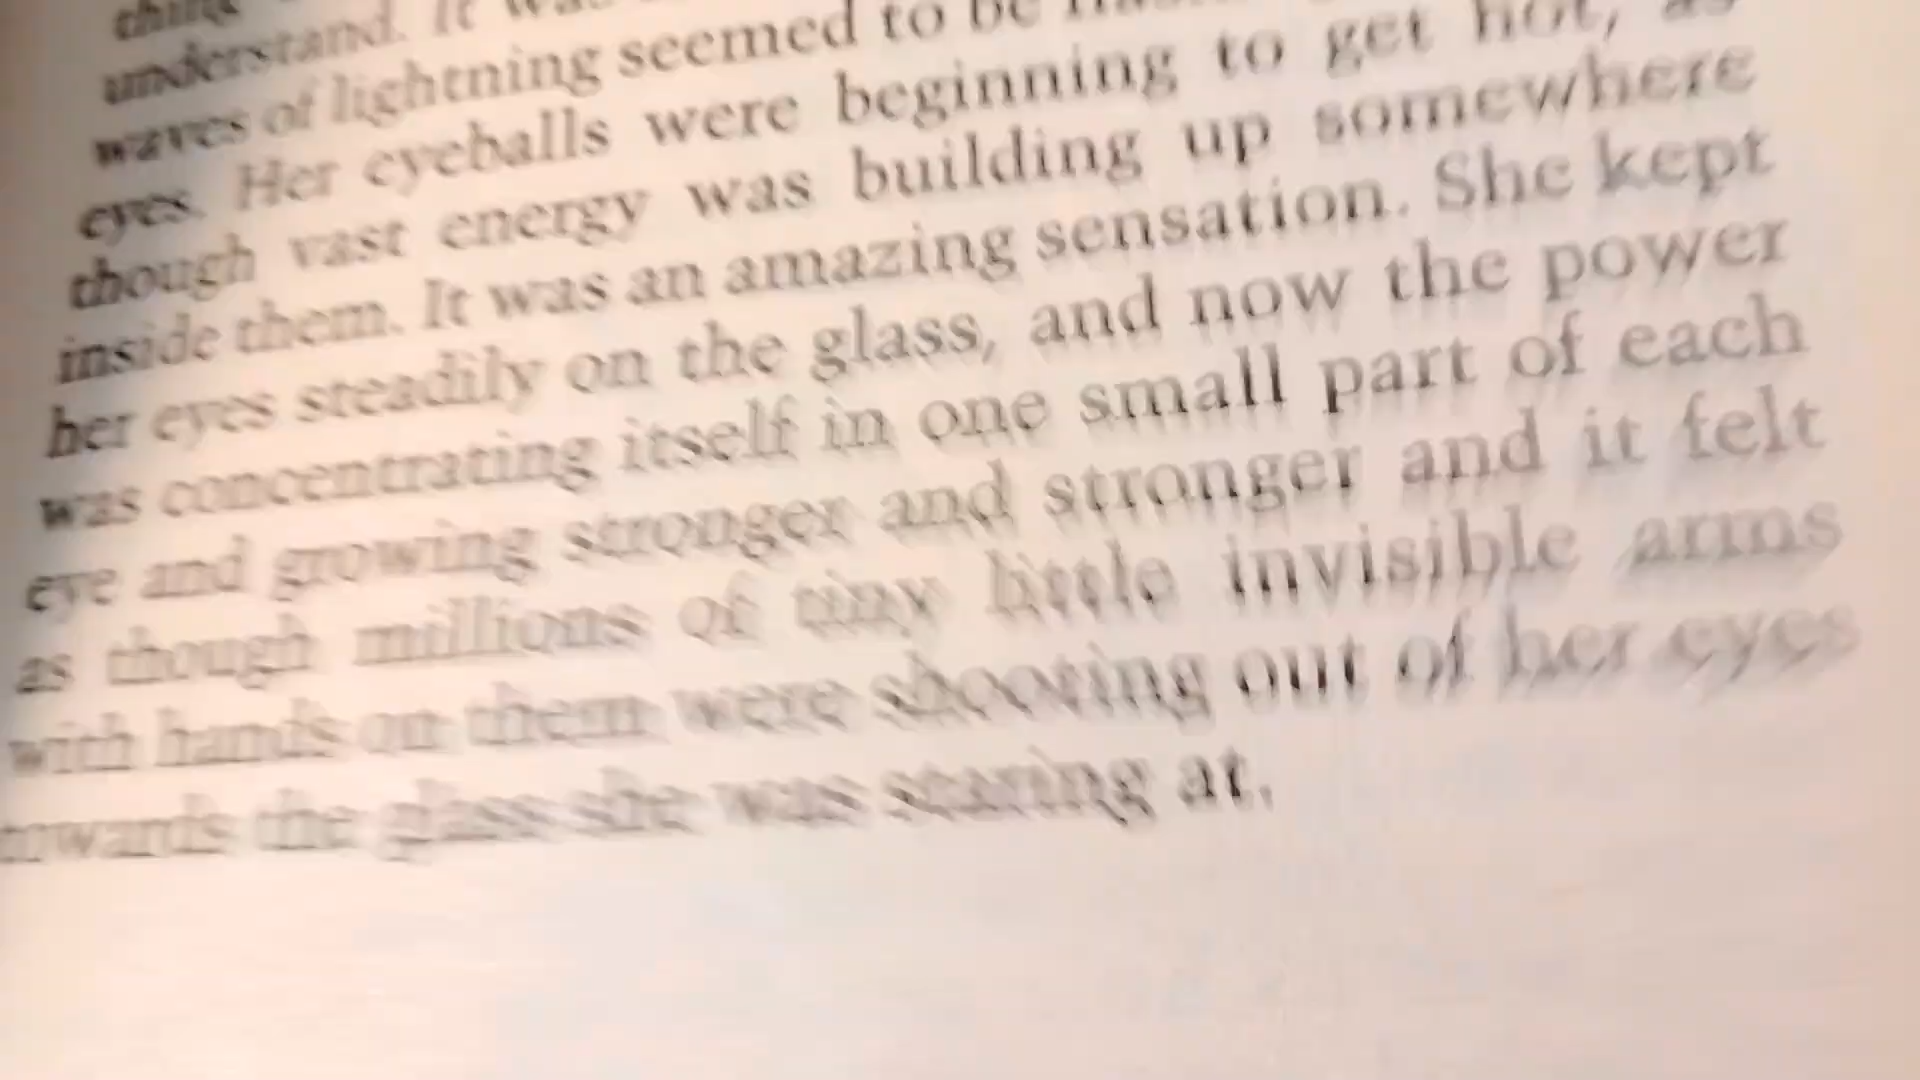 understand. It was
waves of lightning seemed to be
eyes. Her eyeballs were beginning to get hot, as
though vast energy was building up somewhere
inside them. It was an amazing sensation. She kept
her eyes steadily on the glass, and now the power
was concentrating itself in one small part of each
eye and growing stronger and stronger and it felt
as though millions of tiny little invisible arms
with hands on them were shooting out of her eyes
towards the glass she was staring at.